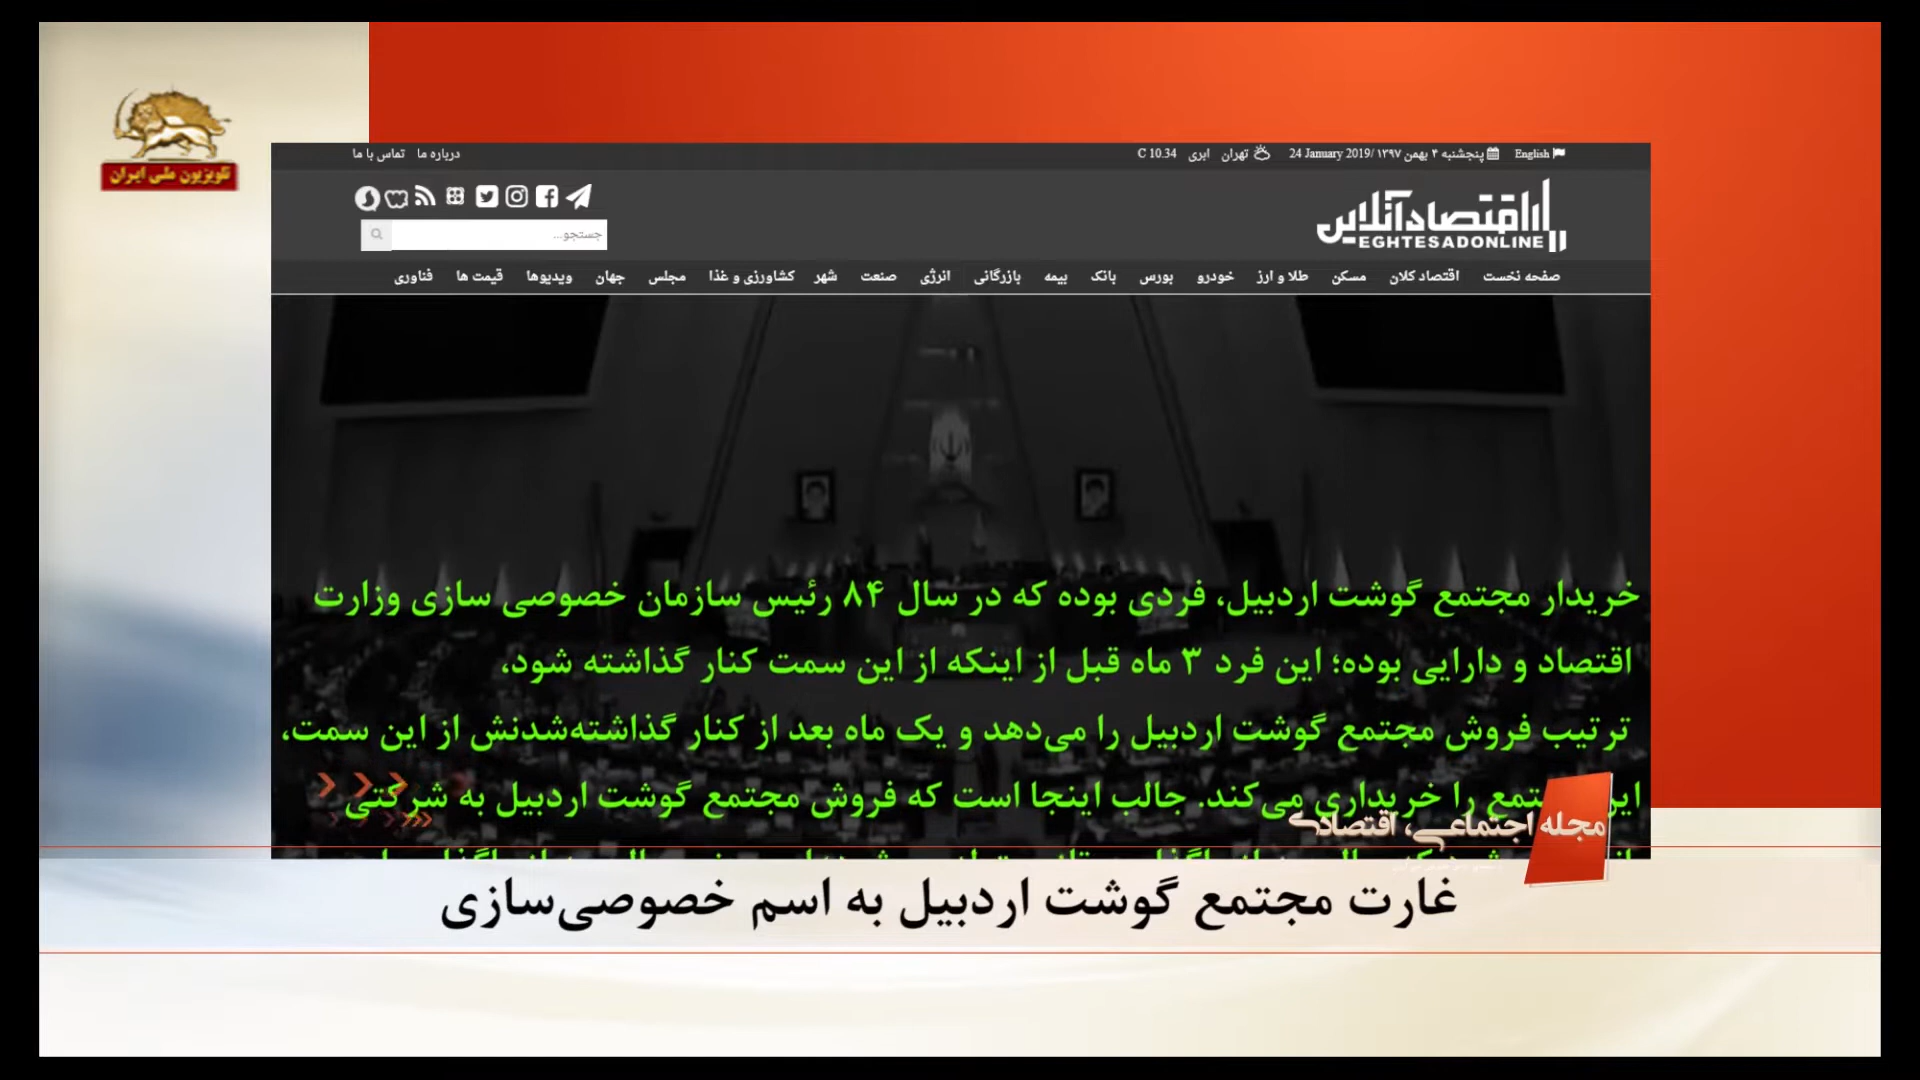 تلویزیون ملی ایران
English پنجشنبه ۴ بهمن ۱۳۹۷/ 24 January 2019 تهران ابری C 10.34
درباره ما تماس با ما
اقتصادآنلاین
EGHTESADONLINE
جستجو...
صفحه نخست اقتصاد کلان مسکن طلا و ارز خودرو بورس بانک بیمه بازرگانی انرژی صنعت شهر کشاورزی و غذا مجلس جهان ویدیوها قیمت ها فناوری
خریدار مجتمع گوشت اردبیل، فردی بوده که در سال ۸۴ رئیس سازمان خصوصی سازی وزارت
اقتصاد و دارایی بوده؛ این فرد ۳ ماه قبل از اینکه از این سمت کنار گذاشته شود،
ترتیب فروش مجتمع گوشت اردبیل را می‌دهد و یک ماه بعد از کنار گذاشته‌شدنش از این سمت،
را خریداری می‌کند. جالب اینجا است که فروش مجتمع گوشت اردبیل به شرکتی
مجله اجتماعی، اقتصادی
غارت مجتمع گوشت اردبیل به اسم خصوصی‌سازی